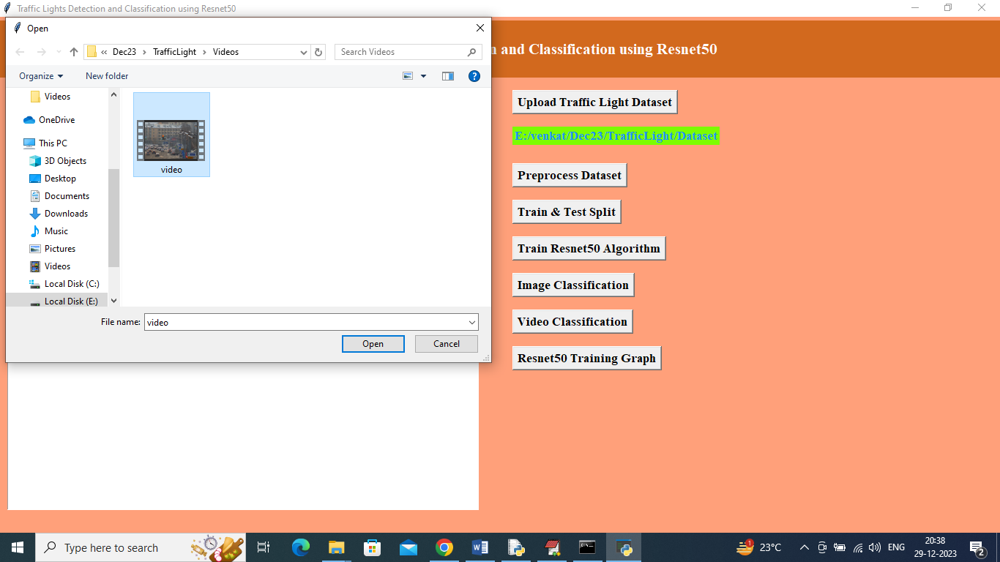 Traffic Lights Detection and Classification using Resnet50
Open
« Dec23 › TrafficLight › Videos
Search Videos
n and Classification using Resnet50
Organize
New folder
Videos
OneDrive
This PC
3D Objects
Desktop
Documents
Downloads
Music
Pictures
Videos
Local Disk (C:)
Local Disk (E:)
video
File name:
video
Open
Cancel
Upload Traffic Light Dataset
E:/venkat/Dec23/TrafficLight/Dataset
Preprocess Dataset
Train & Test Split
Train Resnet50 Algorithm
Image Classification
Video Classification
Resnet50 Training Graph
Type here to search
1
23°C
ENG
20:38
29-12-2023
2